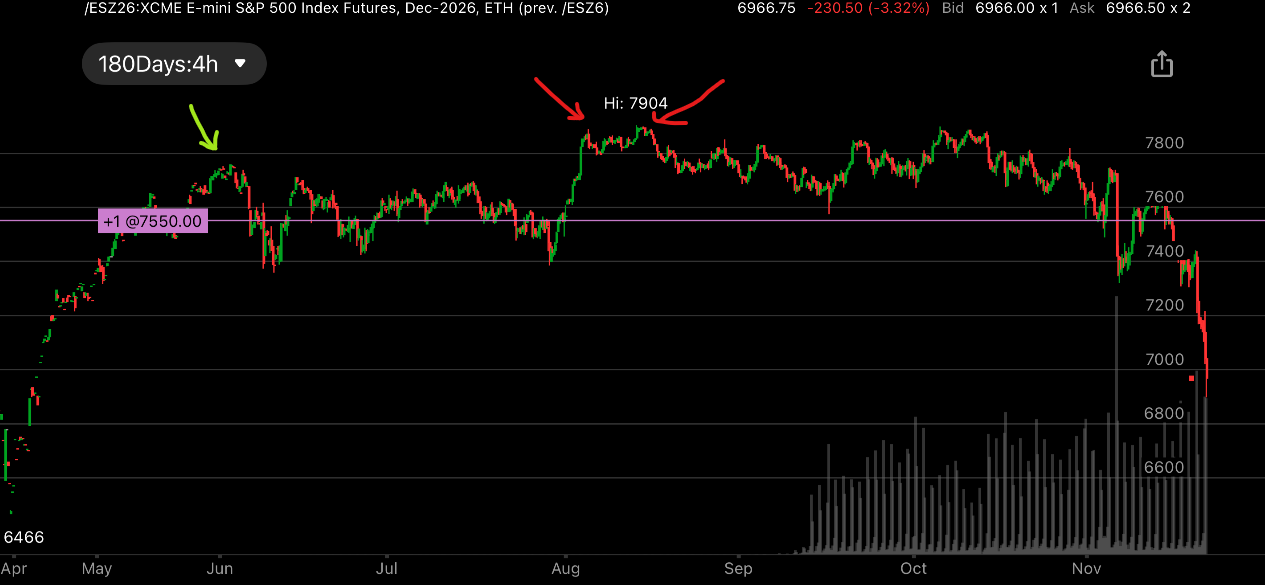 /ESZ26:XCME E-mini S&P 500 Index Futures, Dec-2026, ETH (prev. /ESZ6) 6966.75 -230.50 (-3.32%) Bid 6966.00 x 1 Ask 6966.50 x 2
180Days:4h
Hi: 7904
7800
7600
+1 @7550.00
7400
7200
7000
6800
6600
6466
Apr May Jun Jul Aug Sep Oct Nov